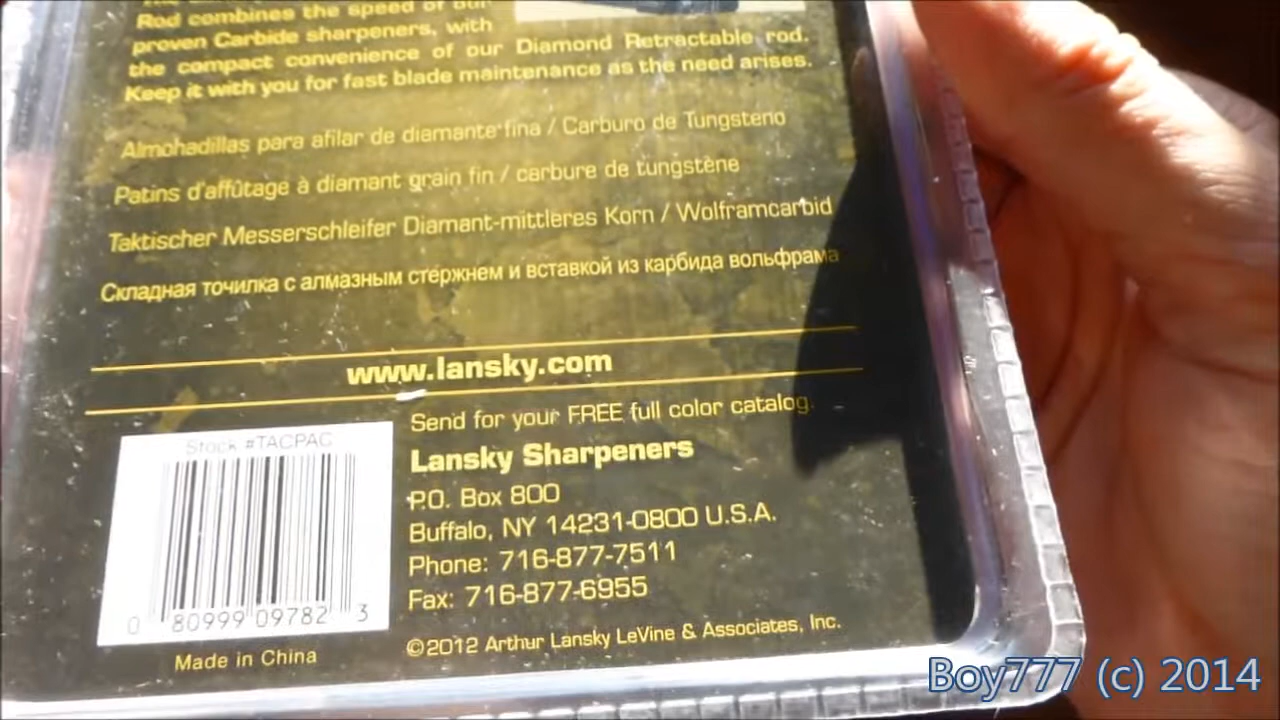 Rod combines the speed of our
proven Carbide sharpeners, with
the compact convenience of our Diamond Retractable rod.
Keep it with you for fast blade maintenance as the need arises.
Almohadillas para afilar de diamante fina / Carburo de Tungsteno
Patins d'affûtage à diamant grain fin / carbure de tungstène
Taktischer Messerschleifer Diamant-mittleres Korn / Wolframcarbid
Складная точилка с алмазным стержнем и вставкой из карбида вольфрама
www.lansky.com
Send for your FREE full color catalog.
Stock #TACPAC
Lansky Sharpeners
P.O. Box 800
Buffalo, NY 14231-0800 U.S.A.
Phone: 716-877-7511
Fax: 716-877-6955
0 80999 09782 3
©2012 Arthur Lansky LeVine & Associates, Inc.
Made in China
Boy777 (c) 2014